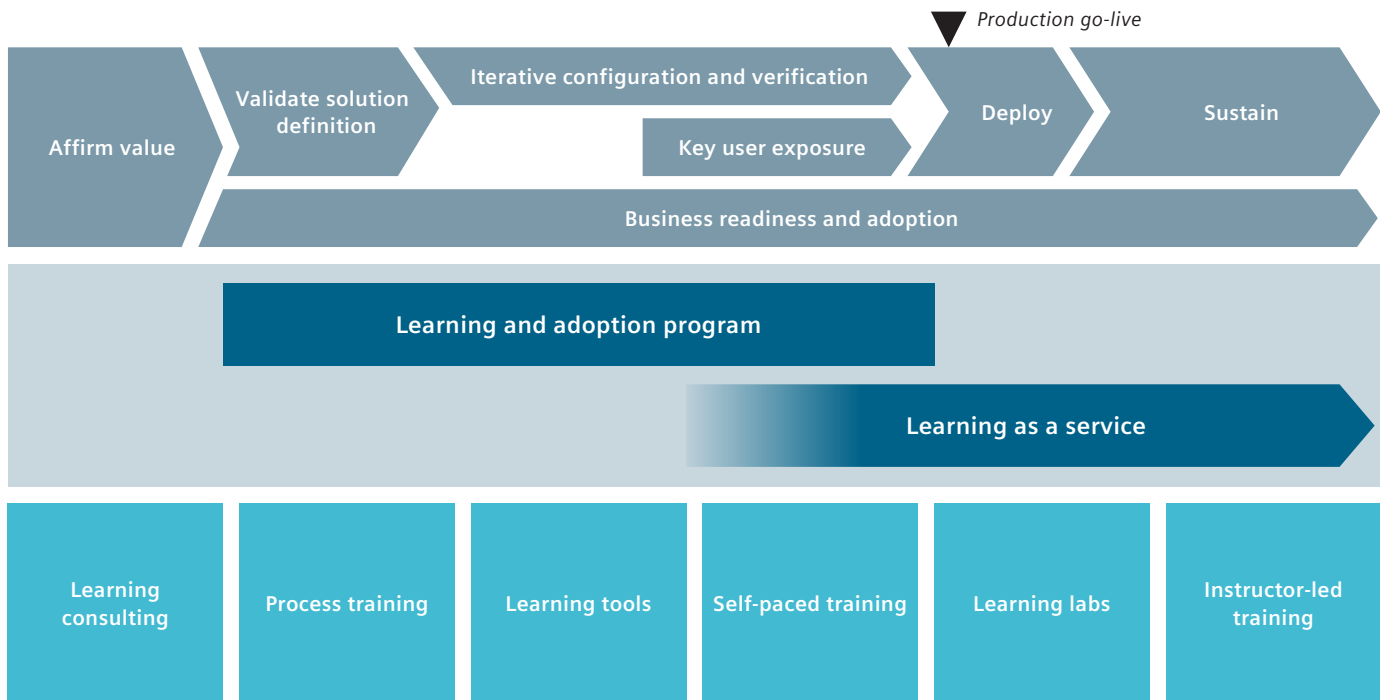 Production go-live
Affirm value
Validate solution
definition
Iterative configuration and verification
Key user exposure
Deploy
Sustain
Business readiness and adoption
Learning and adoption program
Learning as a service
Learning
consulting
Process training
Learning tools
Self-paced training
Learning labs
Instructor-led
training